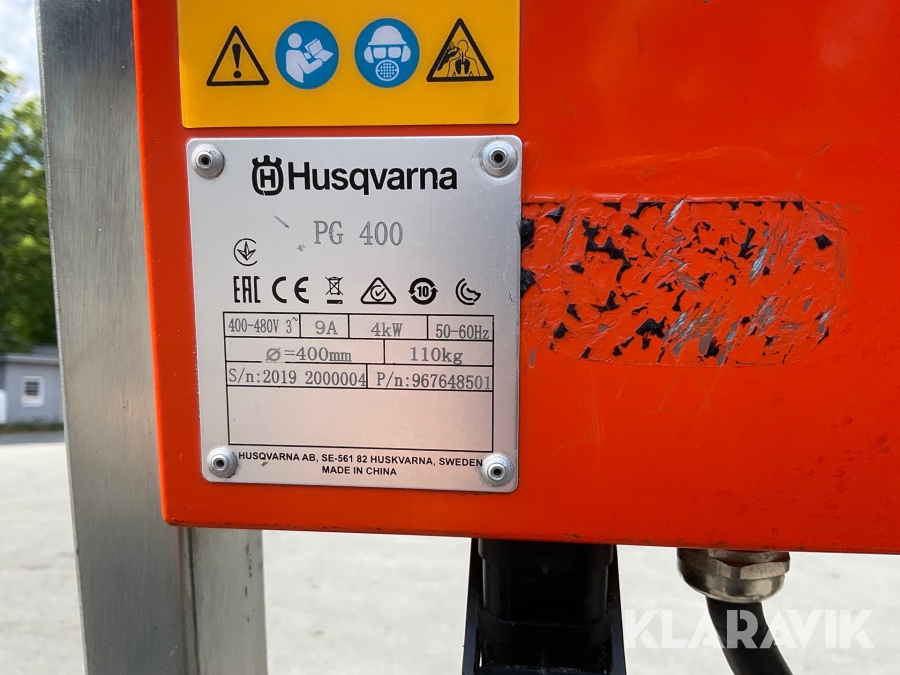 Husqvarna
PG 400
EAC CE 10
400-480V 3~ 9A 4kW 50-60Hz
Ø=400mm 110kg
S/n:2019 2000004 P/n:967648501
HUSQVARNA AB, SE-561 82 HUSKVARNA, SWEDEN
MADE IN CHINA
KLARAVIK